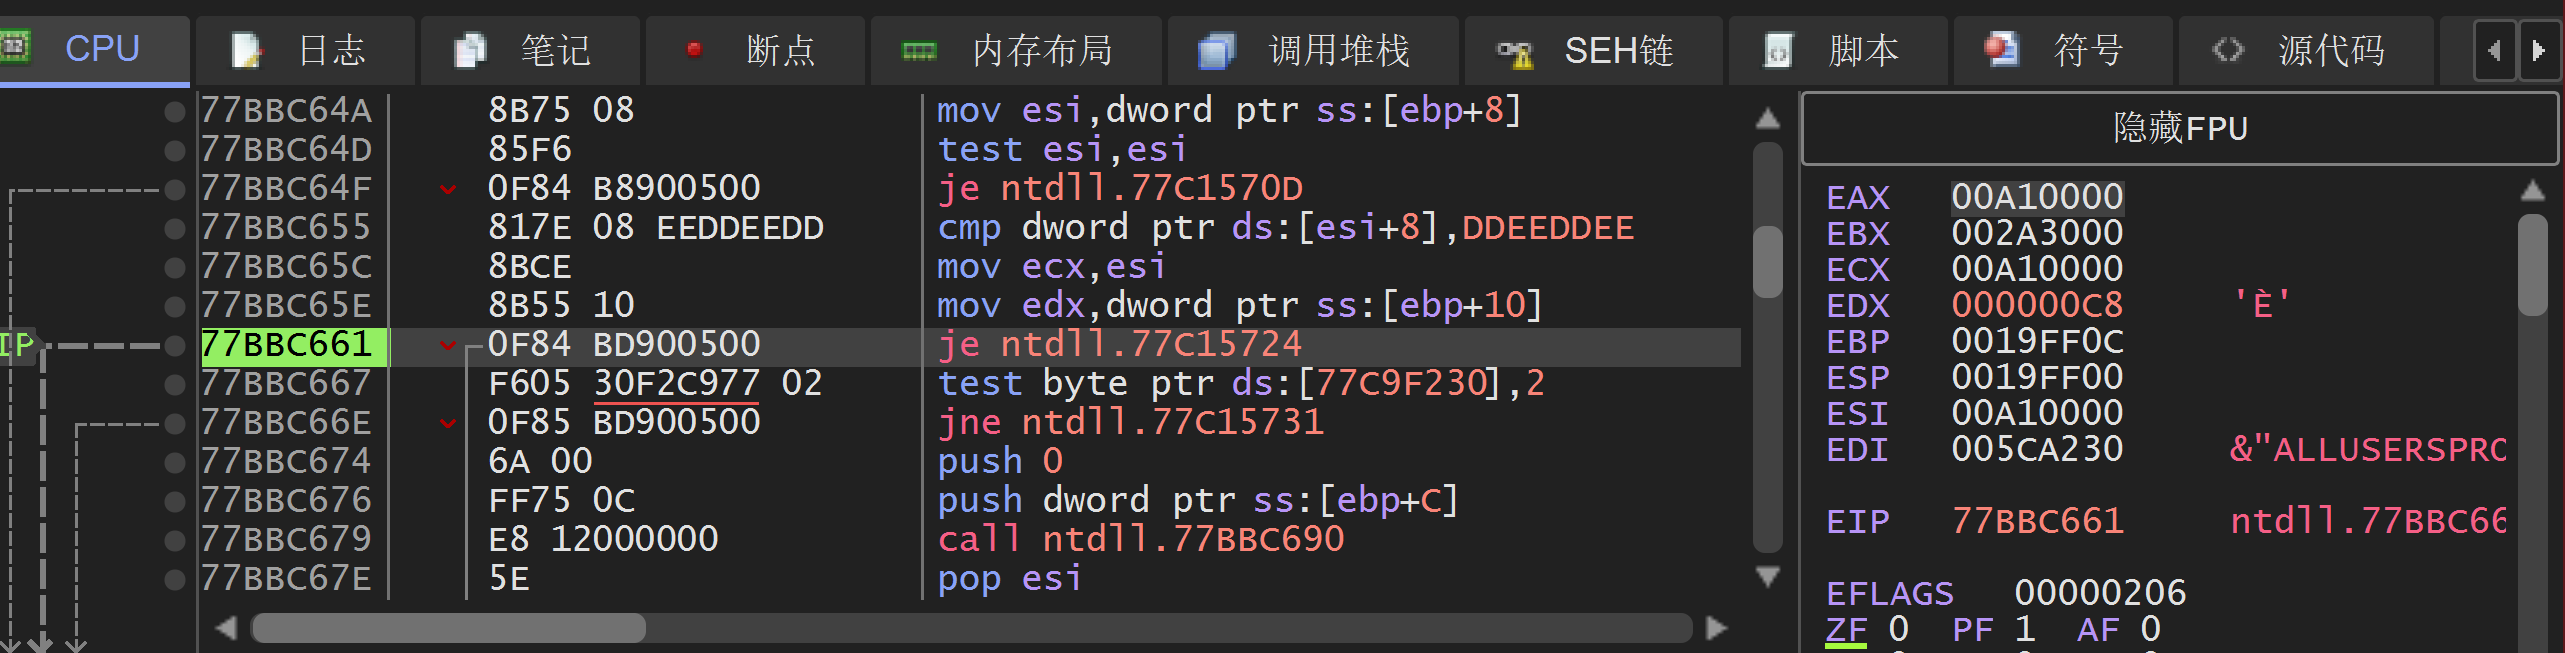 CPU 日志 笔记 断点 内存布局 调用堆栈 SEH链 脚本 符号 源代码
77BBC64A 8B75 08 mov esi,dword ptr ss:[ebp+8]
77BBC64D 85F6 test esi,esi
77BBC64F 0F84 B8900500 je ntdll.77C1570D
77BBC655 817E 08 EEDDEEDD cmp dword ptr ds:[esi+8],DDEEDDEE
77BBC65C 8BCE mov ecx,esi
77BBC65E 8B55 10 mov edx,dword ptr ss:[ebp+10]
IP 77BBC661 0F84 BD900500 je ntdll.77C15724
77BBC667 F605 30F2C977 02 test byte ptr ds:[77C9F230],2
77BBC66E 0F85 BD900500 jne ntdll.77C15731
77BBC674 6A 00 push 0
77BBC676 FF75 0C push dword ptr ss:[ebp+C]
77BBC679 E8 12000000 call ntdll.77BBC690
77BBC67E 5E pop esi
隐藏FPU
EAX 00A10000
EBX 002A3000
ECX 00A10000
EDX 000000C8 'È'
EBP 0019FF0C
ESP 0019FF00
ESI 00A10000
EDI 005CA230 &"ALLUSERSPRO
EIP 77BBC661 ntdll.77BBC66
EFLAGS 00000206
ZF 0 PF 1 AF 0